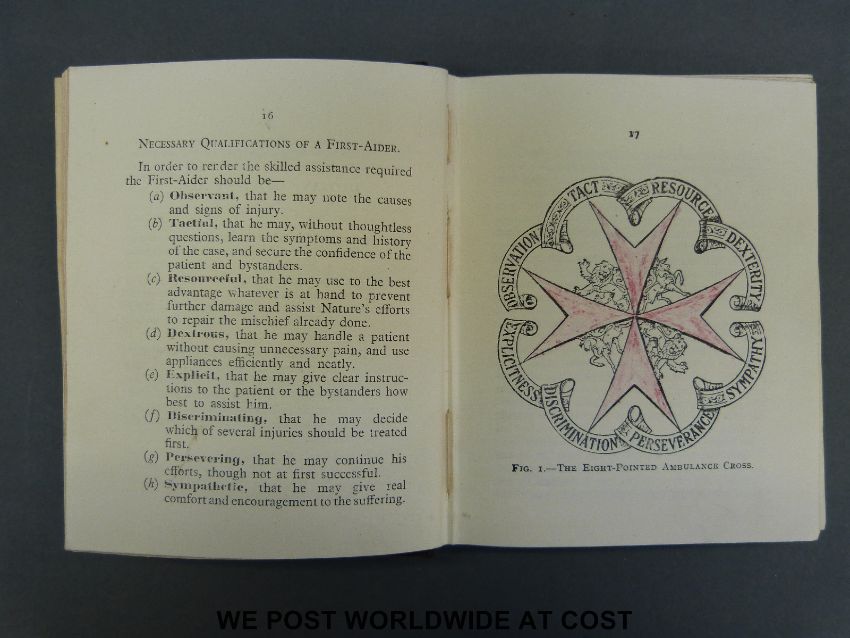 16
NECESSARY QUALIFICATIONS OF A FIRST-AIDER.
In order to render the skilled assistance required
the First-Aider should be—
(a) Observant, that he may note the causes
and signs of injury.
(b) Tactful, that he may, without thoughtless
questions, learn the symptoms and history
of the case, and secure the confidence of the
patient and bystanders.
(c) Resourceful, that he may use to the best
advantage whatever is at hand to prevent
further damage and assist Nature's efforts
to repair the mischief already done.
(d) Dextrous, that he may handle a patient
without causing unnecessary pain, and use
appliances efficiently and neatly.
(e) Explicit, that he may give clear instruc-
tions to the patient or the bystanders how
best to assist him.
(f) Discriminating, that he may decide
which of several injuries should be treated
first.
(g) Persevering, that he may continue his
efforts, though not at first successful.
(h) Sympathetic, that he may give real
comfort and encouragement to the suffering.
17
OBSERVATION
TACT
RESOURCE
DEXTERITY
SYMPATHY
PERSEVERANCE
DISCRIMINATION
EXPLICITNESS
FIG. 1.—THE EIGHT-POINTED AMBULANCE CROSS.
WE POST WORLDWIDE AT COST